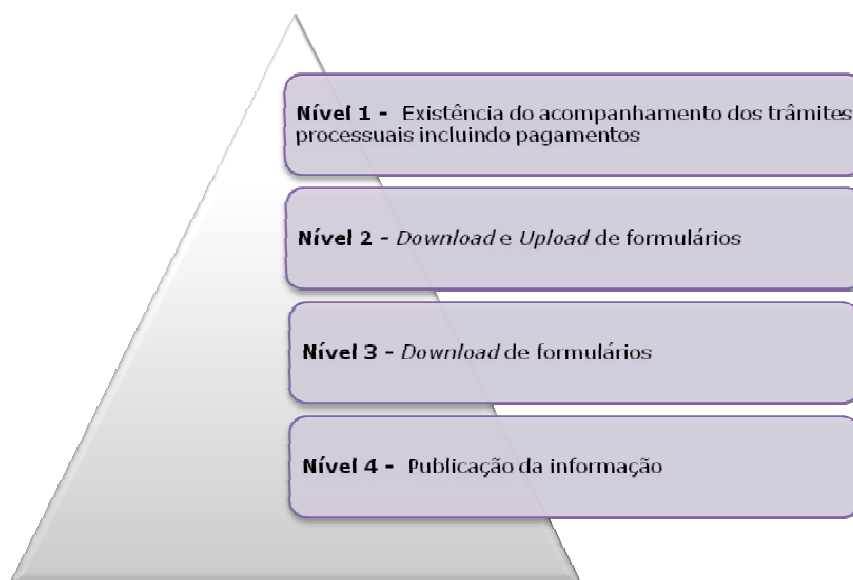 Nível 1 - Existência do acompanhamento dos trâmites
processuais incluindo pagamentos
Nível 2 - Download e Upload de formulários
Nível 3 - Download de formulários
Nível 4 - Publicação da informação